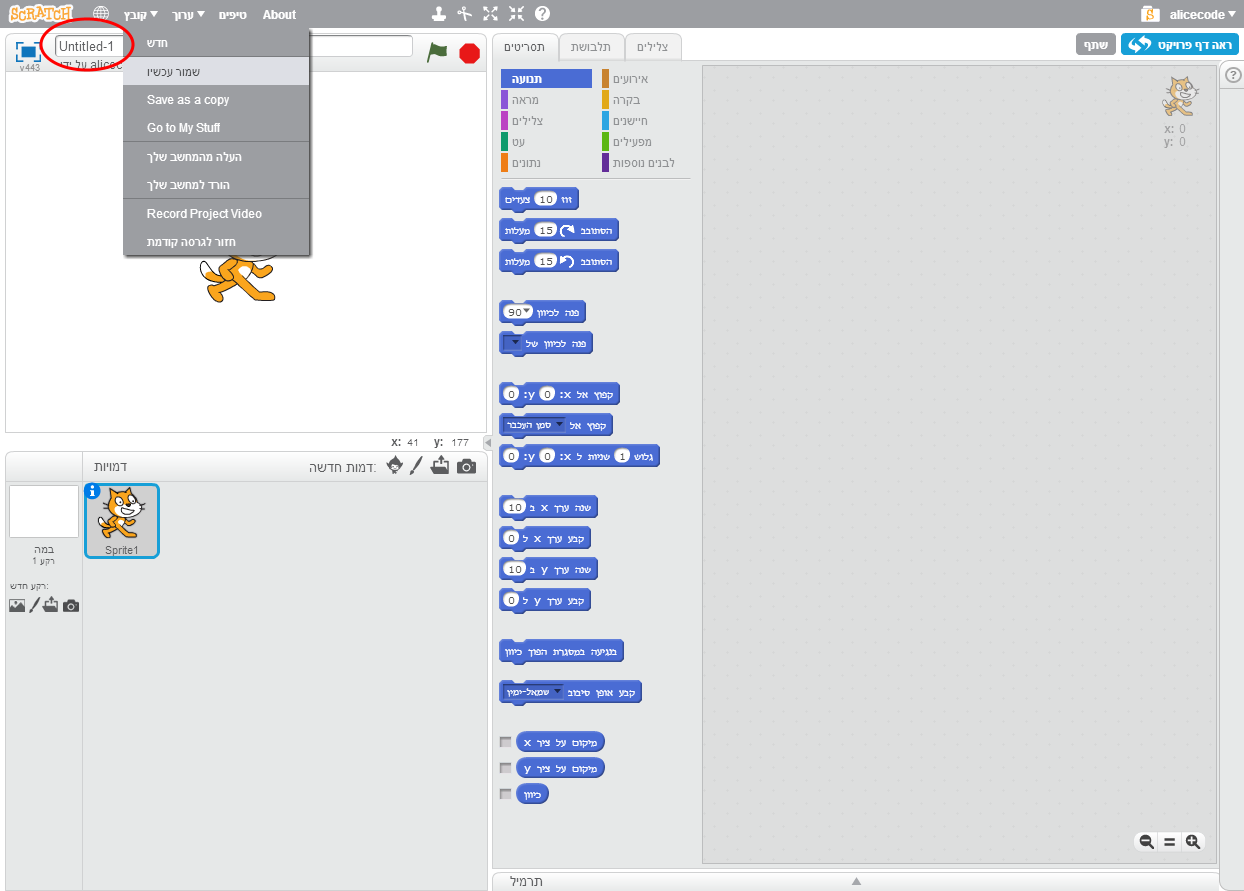 SCRATCH
קובץ
ערוך
טיפים
About
alicecode
Untitled-1
v443
על ידי alicec
חדש
שמור עכשיו
Save as a copy
Go to My Stuff
העלה מהמחשב שלך
הורד למחשב שלך
Record Project Video
חזור לגרסה קודמת
תסריטים
תלבושת
צלילים
שתף
ראה דף פרויקט
תנועה
אירועים
מראה
בקרה
צלילים
חיישנים
עט
מפעילים
נתונים
לבנים נוספות
זוז 10 צעדים
הסתובב 15 מעלות
הסתובב 15 מעלות
פנה לכיוון 90
פנה לכיוון של
קפוץ אל x: 0 y: 0
קפוץ אל סמן העכבר
גלוש 1 שניות ל x: 0 y: 0
שנה ערך x ב 10
קבע ערך x ל 0
שנה ערך y ב 10
קבע ערך y ל 0
בנגיעה במסגרת הפוך כיוון
קבע אופן סיבוב שמאל-ימין
מיקום על ציר x
מיקום על ציר y
כיוון
x: 0
y: 0
x: 41 y: 177
דמויות
דמות חדשה:
במה
רקע 1
רקע חדש:
Sprite1
תרמיל